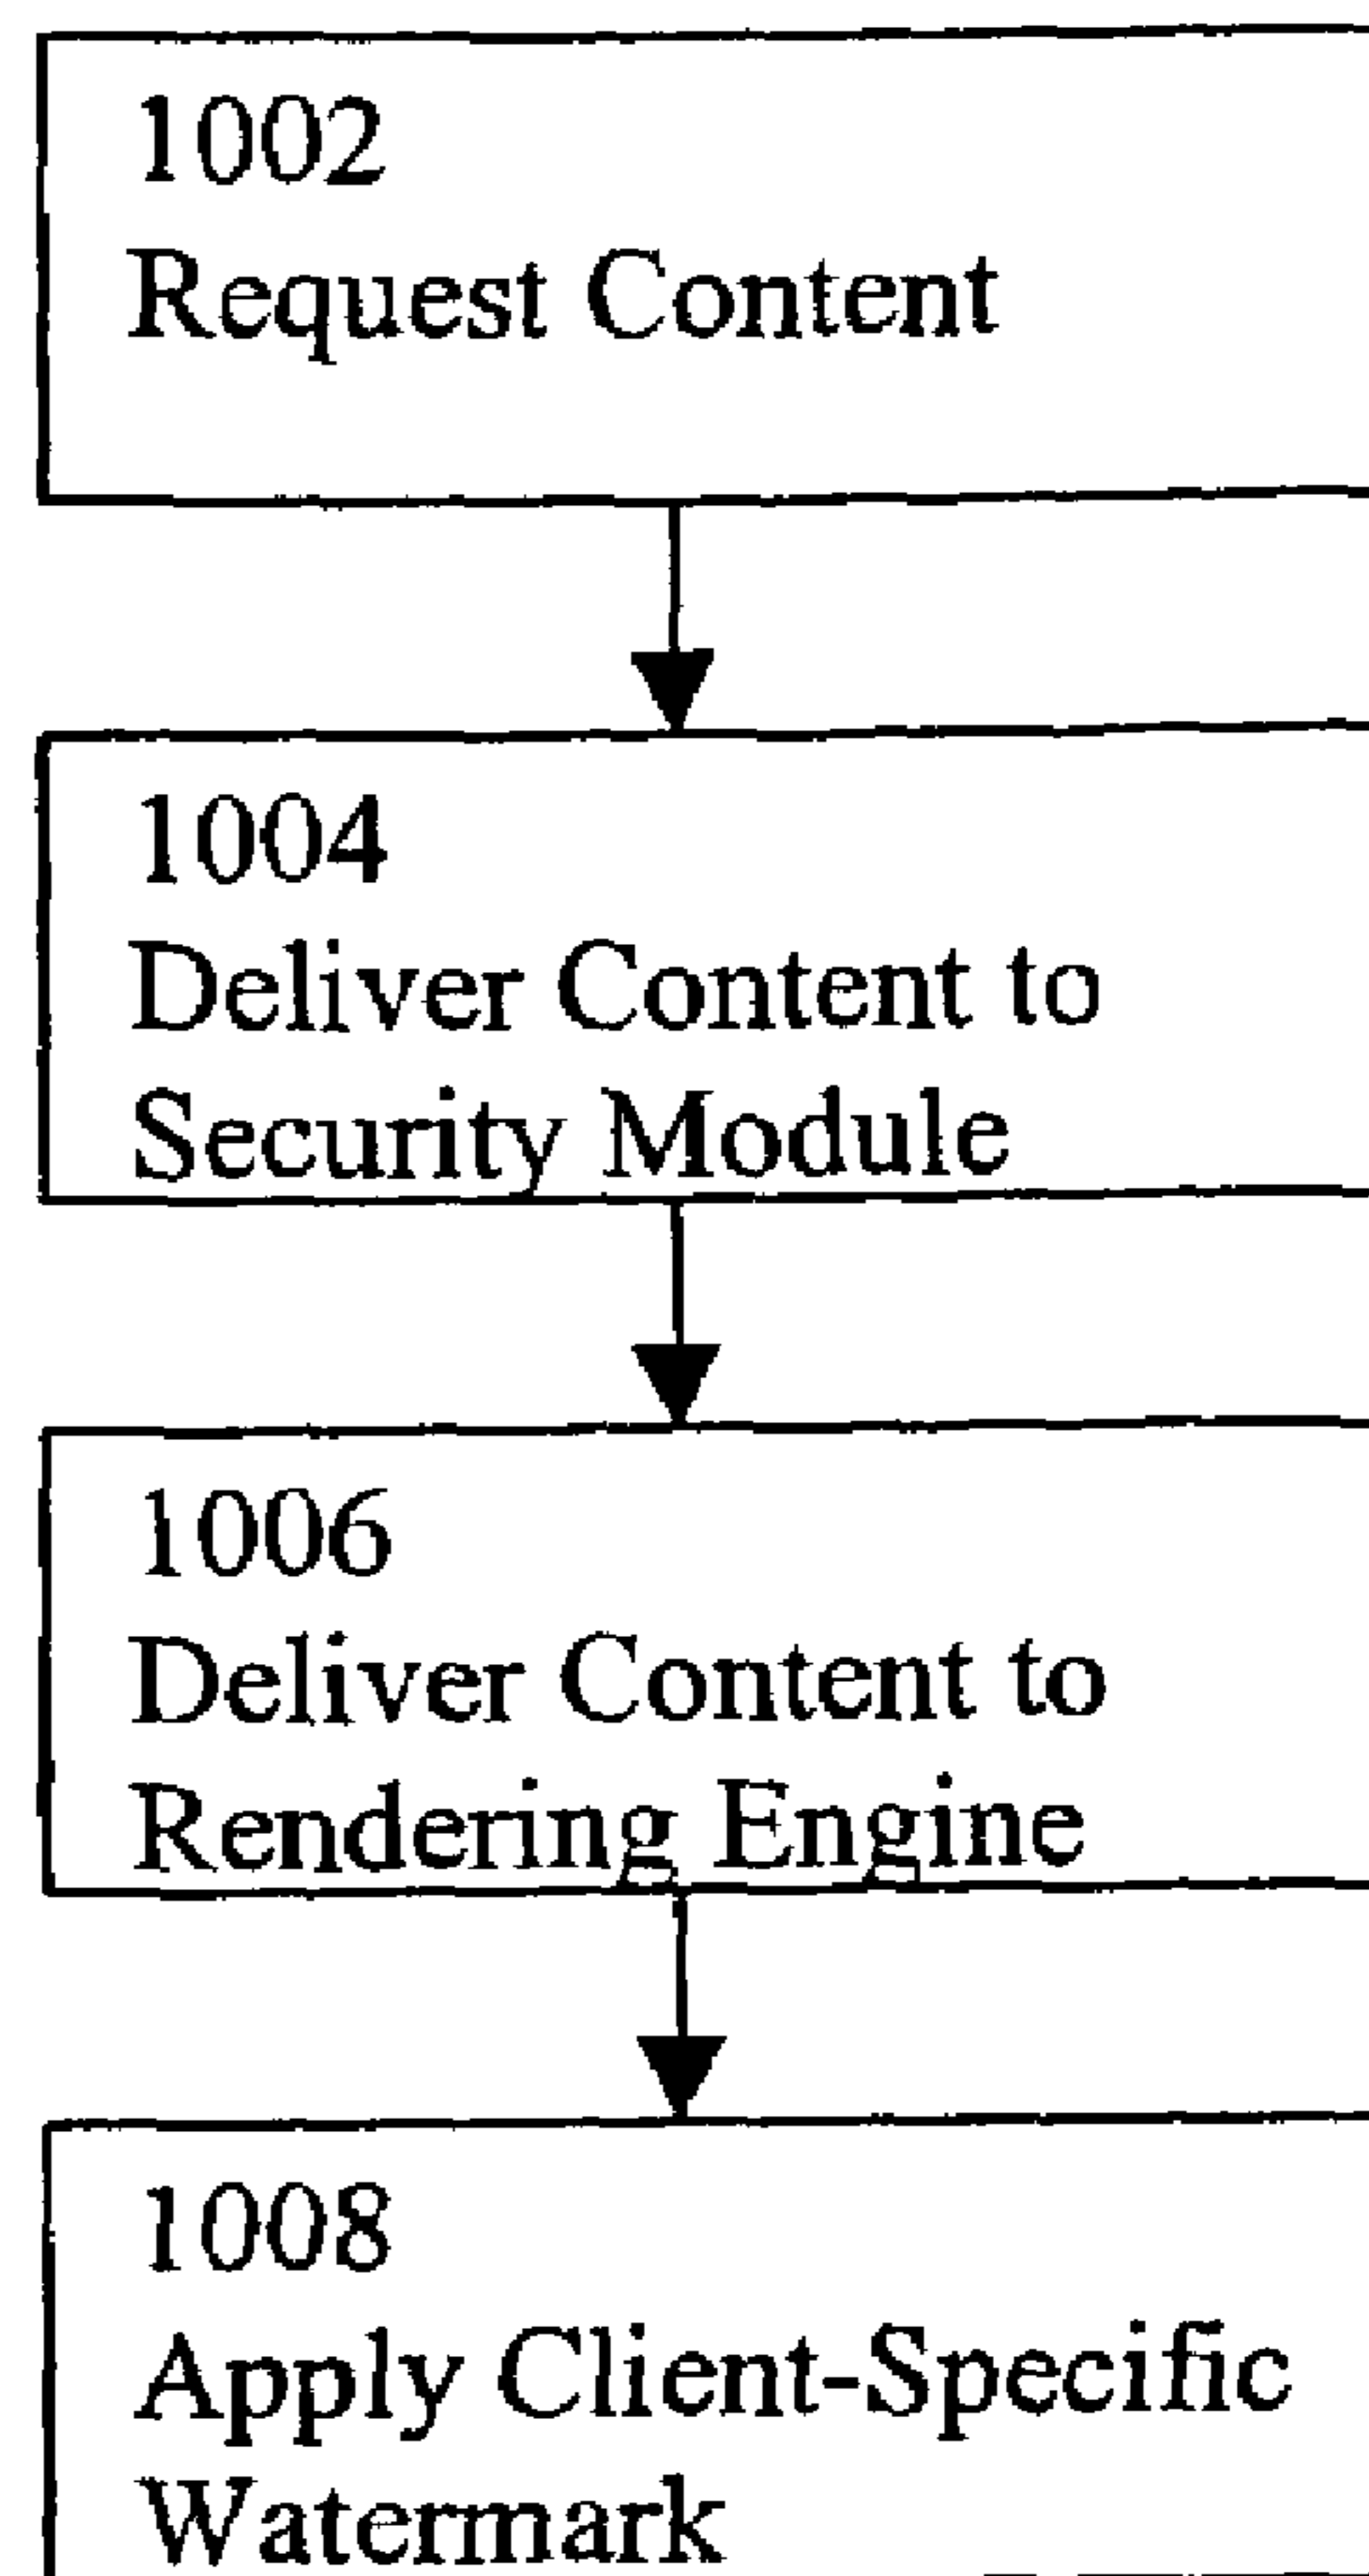 1002
Request Content
1004
Deliver Content to
Security Module
1006
Deliver Content to
Rendering Engine
1008
Apply Client-Specific
Watermark